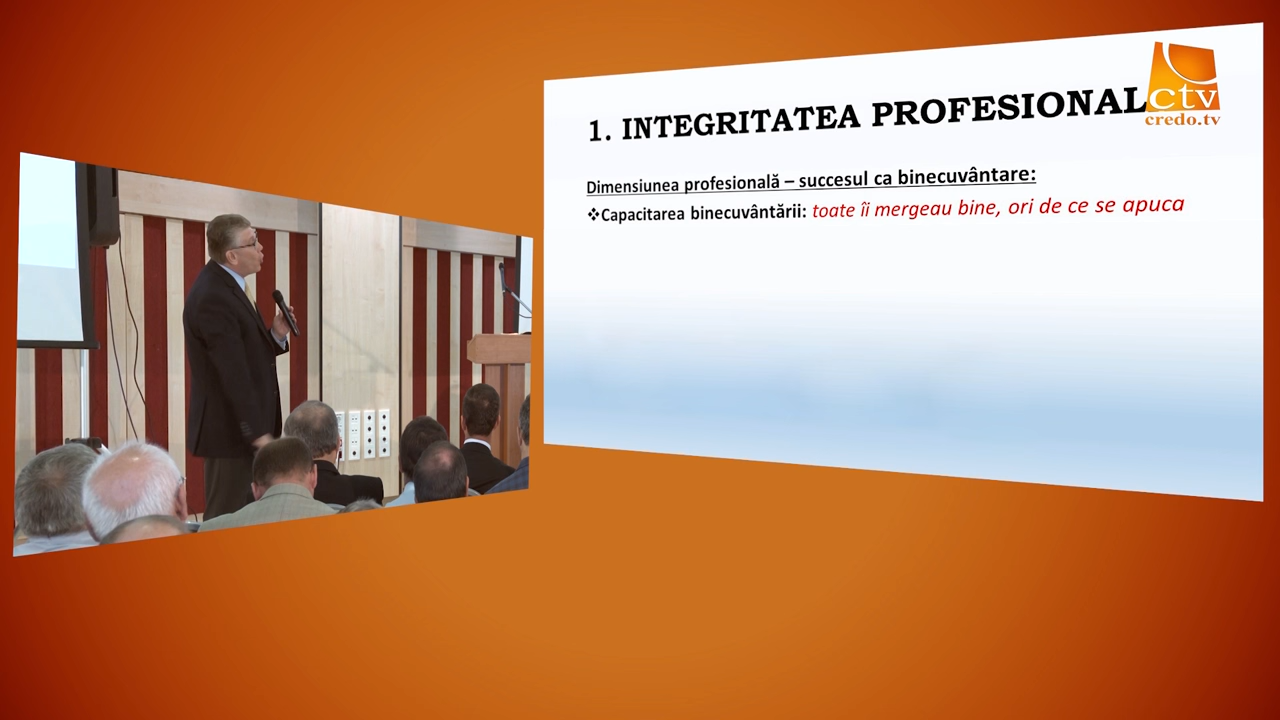 1. INTEGRITATEA PROFESIONAL
ctv
credo.tv
Dimensiunea profesională – succesul ca binecuvântare:
❖Capacitarea binecuvântării: toate îi mergeau bine, ori de ce se apuca